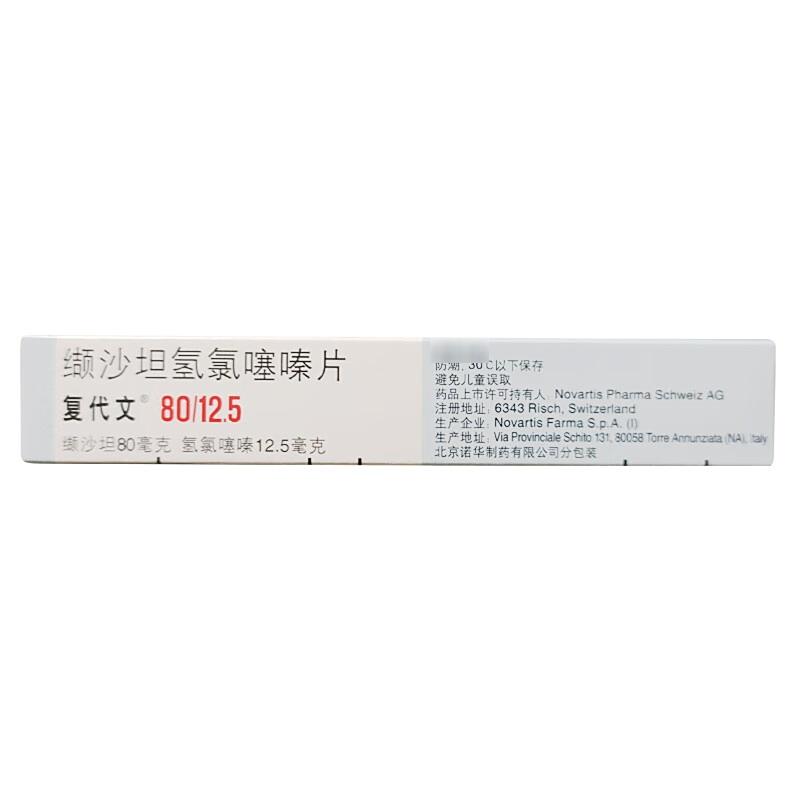 缬沙坦氢氯噻嗪片
复代文® 80/12.5
缬沙坦80毫克 氢氯噻嗪12.5毫克
防潮, 30℃以下保存
避免儿童误取
药品上市许可持有人: Novartis Pharma Schweiz AG
注册地址: 6343 Risch, Switzerland
生产企业: Novartis Farma S.p.A. (I)
生产地址: Via Provinciale Schito 131, 80058 Torre Annunziata (NA), Italy
北京诺华制药有限公司分包装